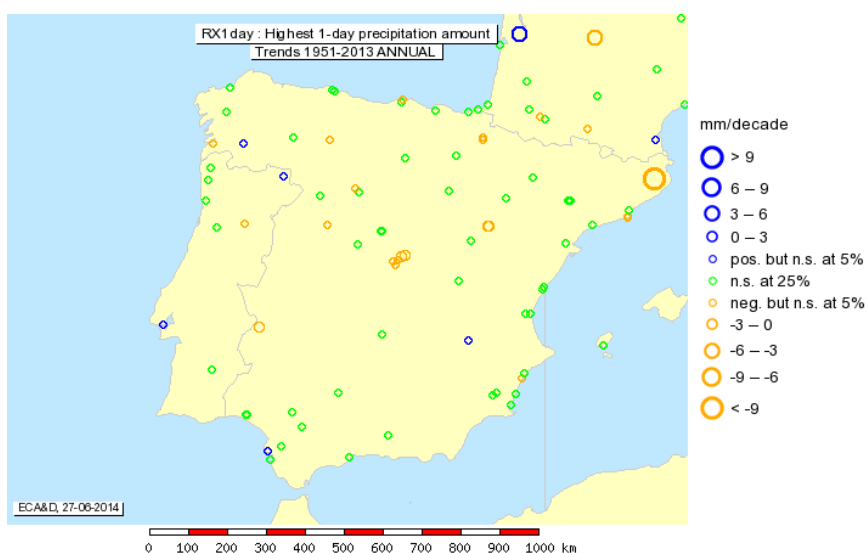 RX1day : Highest 1-day precipitation amount
Trends 1951-2013 ANNUAL
mm/decade
> 9
6 – 9
3 – 6
0 – 3
pos. but n.s. at 5%
n.s. at 25%
neg. but n.s. at 5%
-3 – 0
-6 – -3
-9 – -6
< -9
ECA&D, 27-06-2014
0 100 200 300 400 500 600 700 800 900 1000 km